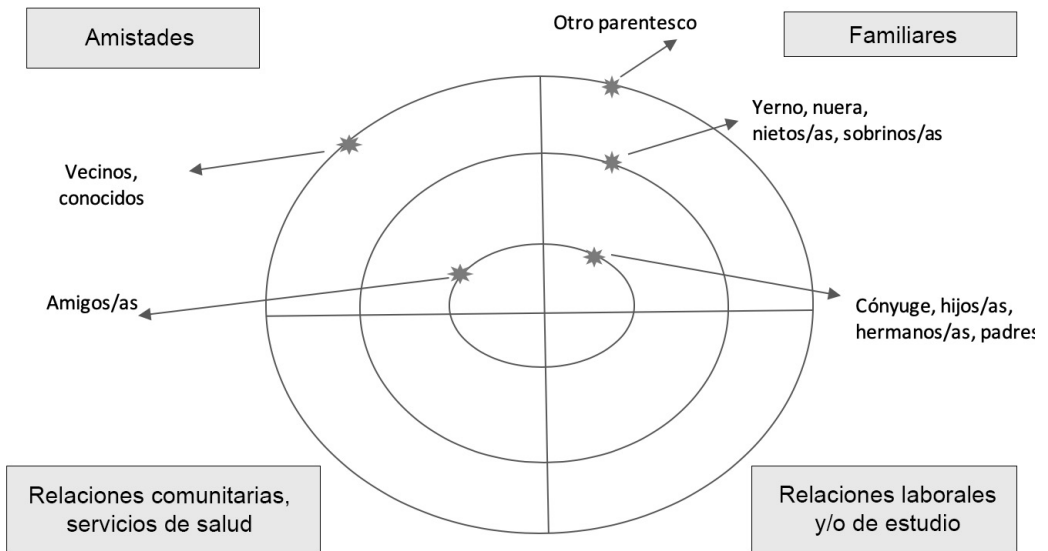 Amistades
Otro parentesco
Familiares
Yerno, nuera,
nietos/as, sobrinos/as
Vecinos,
conocidos
Amigos/as
Cónyuge, hijos/as,
hermanos/as, padres
Relaciones comunitarias,
servicios de salud
Relaciones laborales
y/o de estudio